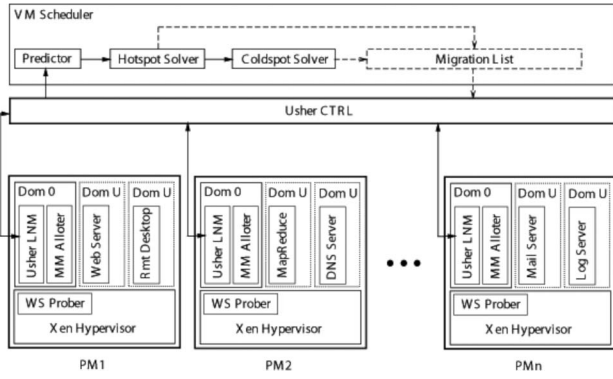 VM Scheduler
Predictor
Hotspot Solver
Coldspot Solver
Migration List
Usher CTRL
Dom 0
Dom U
Dom U
Usher LNM
MM Alloter
Web Server
Rmt Desktop
WS Prober
Xen Hypervisor
PM1
Dom 0
Dom U
Dom U
Usher LNM
MM Alloter
MapReduce
DNS Server
WS Prober
Xen Hypervisor
PM2
Dom 0
Dom U
Dom U
Usher LNM
MM Alloter
Mail Server
Log Server
WS Prober
Xen Hypervisor
PMn